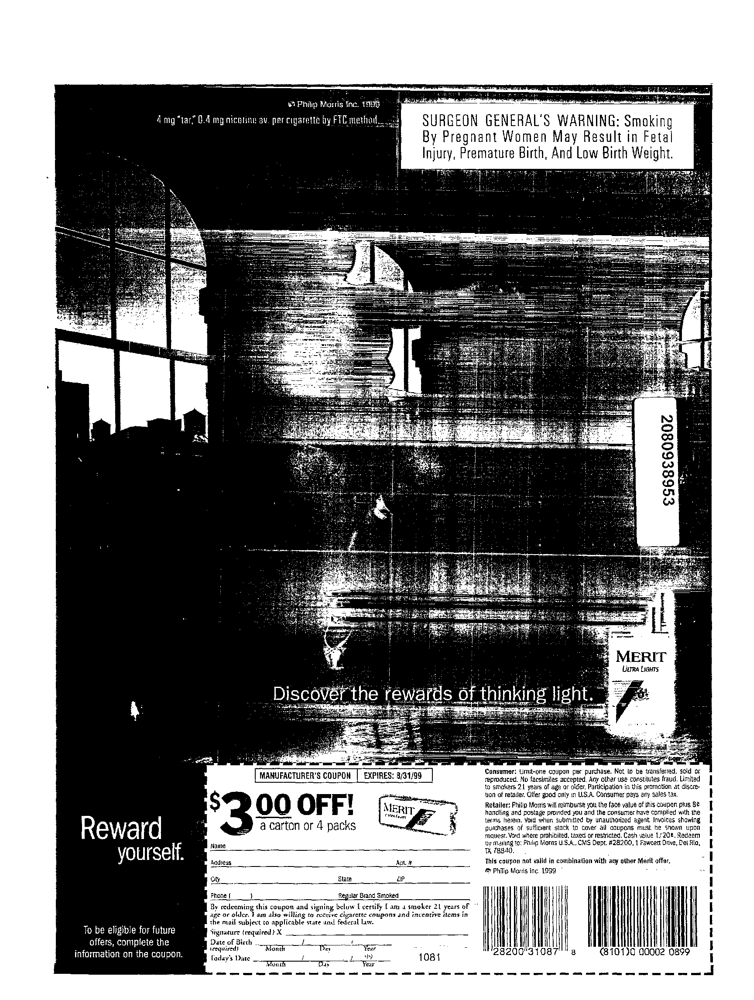 © Philip Morris Inc. 1999
4 mg "tar," 0.4 mg nicotine av. per cigarette by FTC method.
SURGEON GENERAL'S WARNING: Smoking
By Pregnant Women May Result in Fetal
Injury, Premature Birth, And Low Birth Weight.
2080938953
MERIT
ULTRA LIGHTS
Discover the rewards of thinking light.
Reward
yourself.
To be eligible for future
offers, complete the
information on the coupon.
MANUFACTURER'S COUPON EXPIRES: 8/31/99
$3.00 OFF!
a carton or 4 packs
MERIT
Name
Address Apt. #
City State ZIP
Phone ( ) Regular Brand Smoked
By redeeming this coupon and signing below I certify I am a smoker 21 years of
age or older. I am also willing to receive cigarette coupons and incentive items in
the mail subject to applicable state and federal law.
Signature (required) X
Date of Birth / /
(required) Month Day Year
Today's Date / / 99
Month Day Year
1081
Consumer: Limit-one coupon per purchase. Not to be transferred, sold or
reproduced. No facsimiles accepted. Any other use constitutes fraud. Limited
to smokers 21 years of age or older. Participation in this promotion at discre-
tion of retailer. Offer good only in U.S.A. Consumer pays any sales tax.
Retailer: Philip Morris will reimburse you the face value of this coupon plus 8¢
handling and postage provided you and the consumer have complied with the
terms herein. Void when submitted by unauthorized agent. Invoices showing
purchases of sufficient stock to cover all coupons must be shown upon
request. Void where prohibited, taxed or restricted. Cash value 1/20¢. Redeem
by mailing to: Philip Morris U.S.A., CMS Dept. #28200, 1 Fawcett Drive, Del Rio,
TX 78840.
This coupon not valid in combination with any other Merit offer.
© Philip Morris Inc. 1999
28200 31087 8
(8101)0 00002 0899